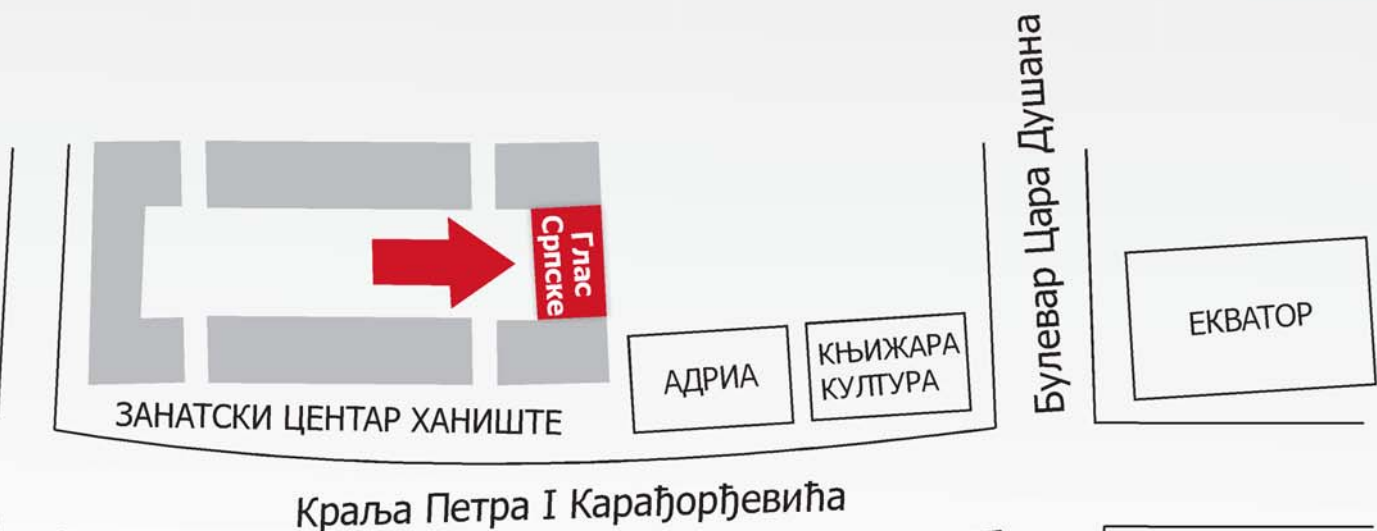 Булевар Цара Душана
Глас
Српске
ЕКВАТОР
КЊИЖАРА
КУЛТУРА
АДРИА
ЗАНАТСКИ ЦЕНТАР ХАНИШТЕ
Краља Петра I Карађорђевића